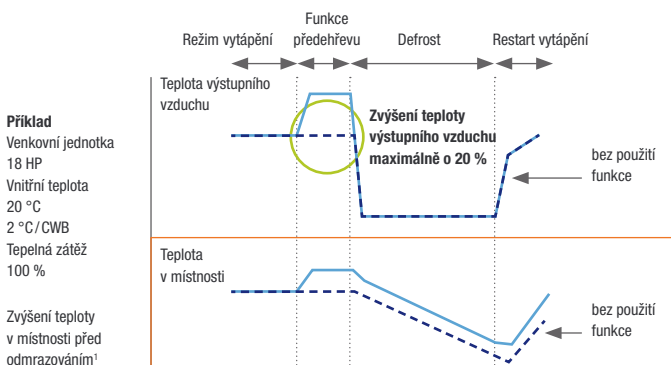 Režim vytápění
Funkce
předehřevu
Defrost
Restart vytápění
Teplota výstupního
vzduchu
Zvýšení teploty
výstupního vzduchu
maximálně o 20 %
bez použití
funkce
Příklad
Venkovní jednotka
18 HP
Vnitřní teplota
20 °C
2 °C/CWB
Tepelná zátěž
100 %
Zvýšení teploty
v místnosti před
odmrazováním¹
Teplota
v místnosti
bez použití
funkce